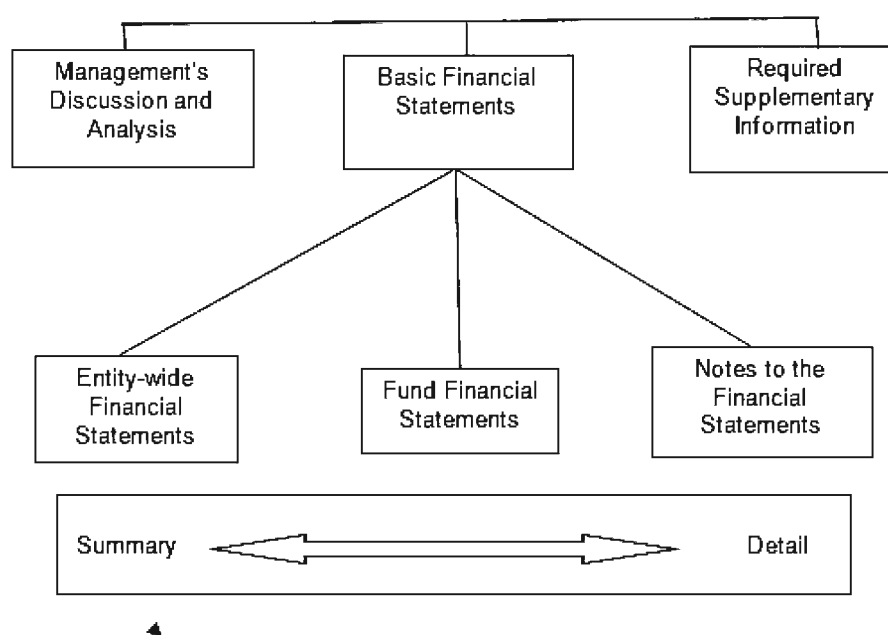 Management's
Discussion and
Analysis
Basic Financial
Statements
Required
Supplementary
Information
Entity-wide
Financial
Statements
Fund Financial
Statements
Notes to the
Financial
Statements
Summary
Detail